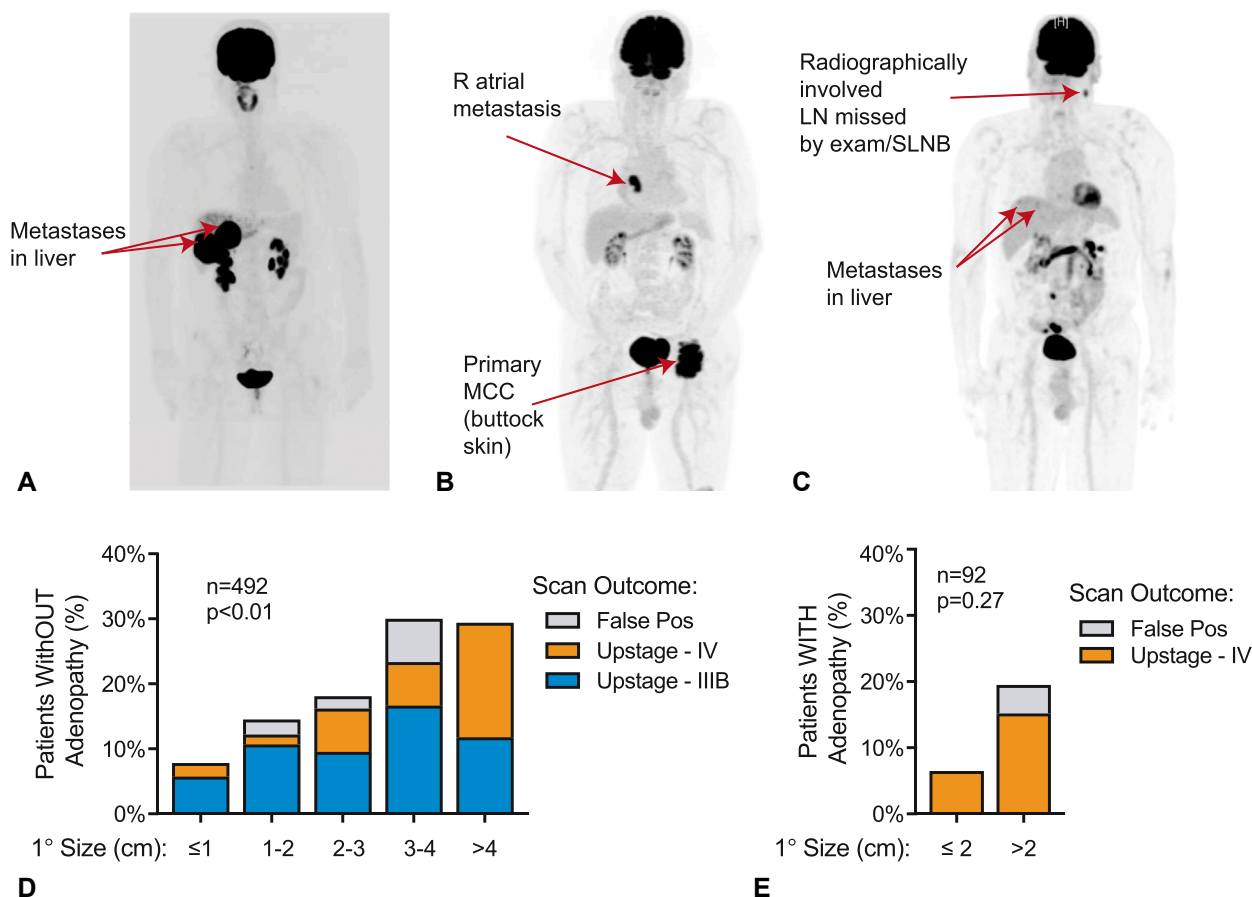 Metastases
in liver
A
R atrial
metastasis
Primary
MCC
(buttock
skin)
B
[H]
Radiographically
involved
LN missed
by exam/SLNB
Metastases
in liver
C
Patients WithOUT
Adenopathy (%)
40%
30%
20%
10%
0%
n=492
p<0.01
Scan Outcome:
False Pos
Upstage - IV
Upstage - IIIB
1° Size (cm): ≤1 1-2 2-3 3-4 >4
D
Patients WITH
Adenopathy (%)
40%
30%
20%
10%
0%
n=92
p=0.27
Scan Outcome:
False Pos
Upstage - IV
1° Size (cm): ≤ 2 >2
E